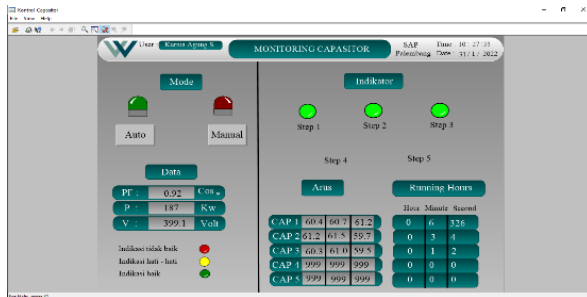 Kontrol Capasitor
File View Help
User : Karma Agung S
MONITORING CAPASITOR
SAP Time : 10 : 27 : 35
Palembang Date : 31 / 1 / 2022
Mode
Indikator
Auto
Manual
Step 1
Step 2
Step 3
Step 4
Step 5
Data
PF : 0.92 Cos
P : 187 Kw
V : 399.1 Volt
Indikasi tidak baik
Indikasi hati - hati
Indikasi baik
Arus
CAP 1 60.4 60.7 61.2
CAP 2 61.2 61.5 59.7
CAP 3 60.3 61.0 59.5
CAP 4 999 999 999
CAP 5 999 999 999
Running Hours
Hour Minute Second
0 6 326
0 3 4
0 1 2
0 0 0
0 0 0